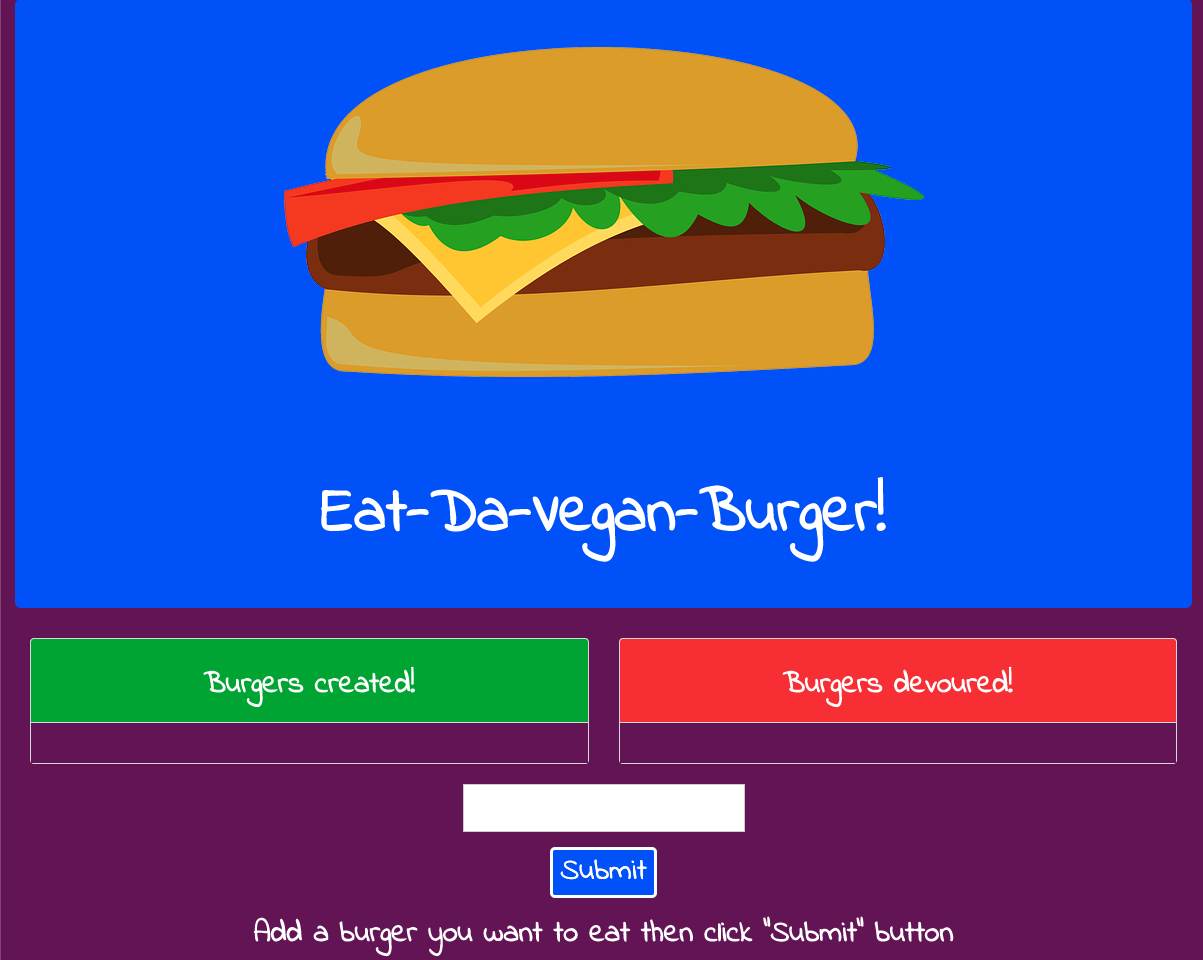 Eat-Da-Vegan-Burger!
Burgers created!
Burgers devoured!
Submit
Add a burger you want to eat then click "Submit" button